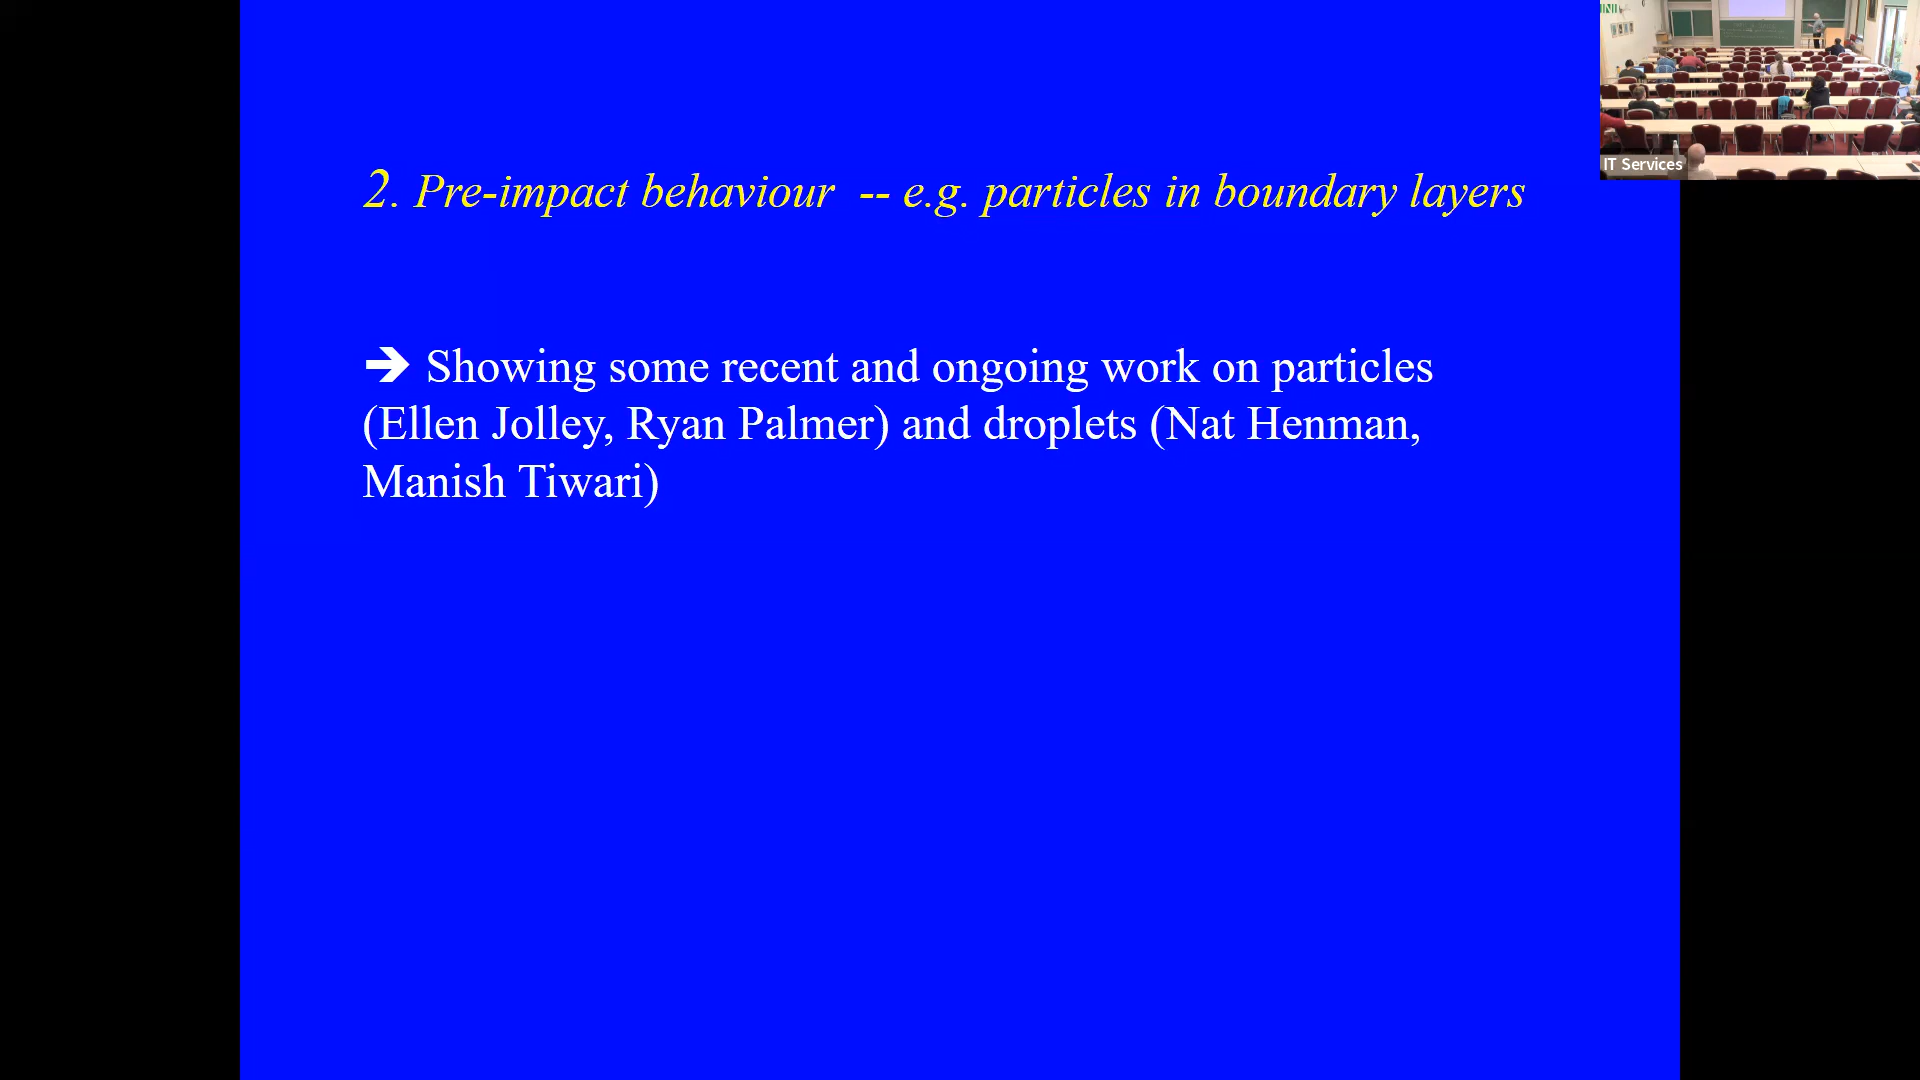 2. Pre-impact behaviour -- e.g. particles in boundary layers
➔ Showing some recent and ongoing work on particles
(Ellen Jolley, Ryan Palmer) and droplets (Nat Henman,
Manish Tiwari)
IT Services